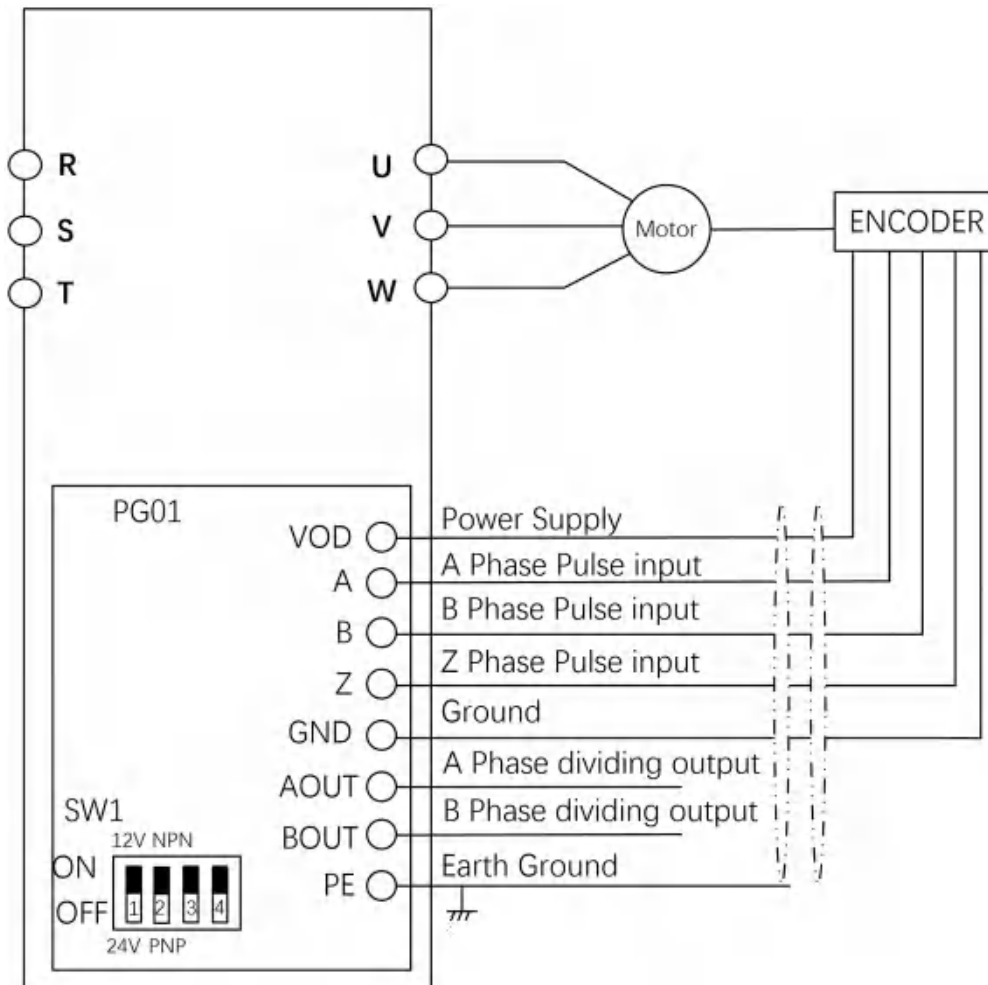 R
U
S
V
Motor
ENCODER
T
W
PG01
VOD
Power Supply
A
A Phase Pulse input
B
B Phase Pulse input
Z
Z Phase Pulse input
GND
Ground
AOUT
A Phase dividing output
BOUT
B Phase dividing output
PE
Earth Ground
SW1
12V NPN
ON
OFF
1 2 3 4
24V PNP